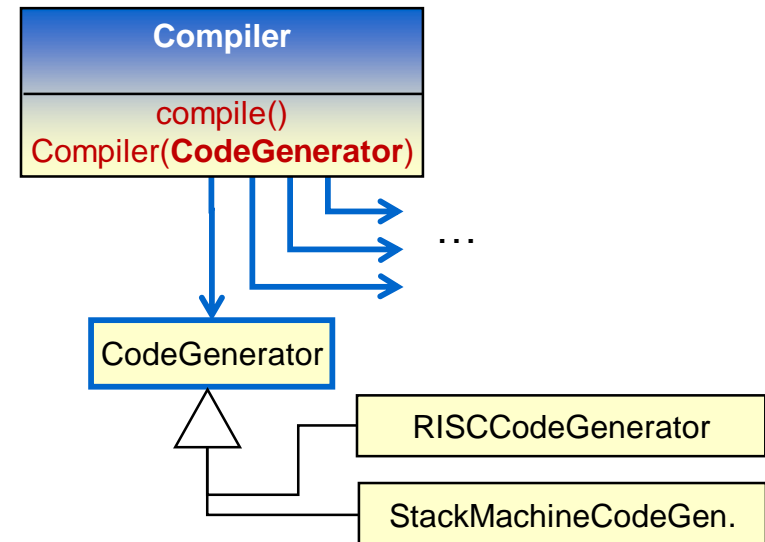 Compiler
compile()
Compiler(CodeGenerator)
...
CodeGenerator
RISCCodeGenerator
StackMachineCodeGen.